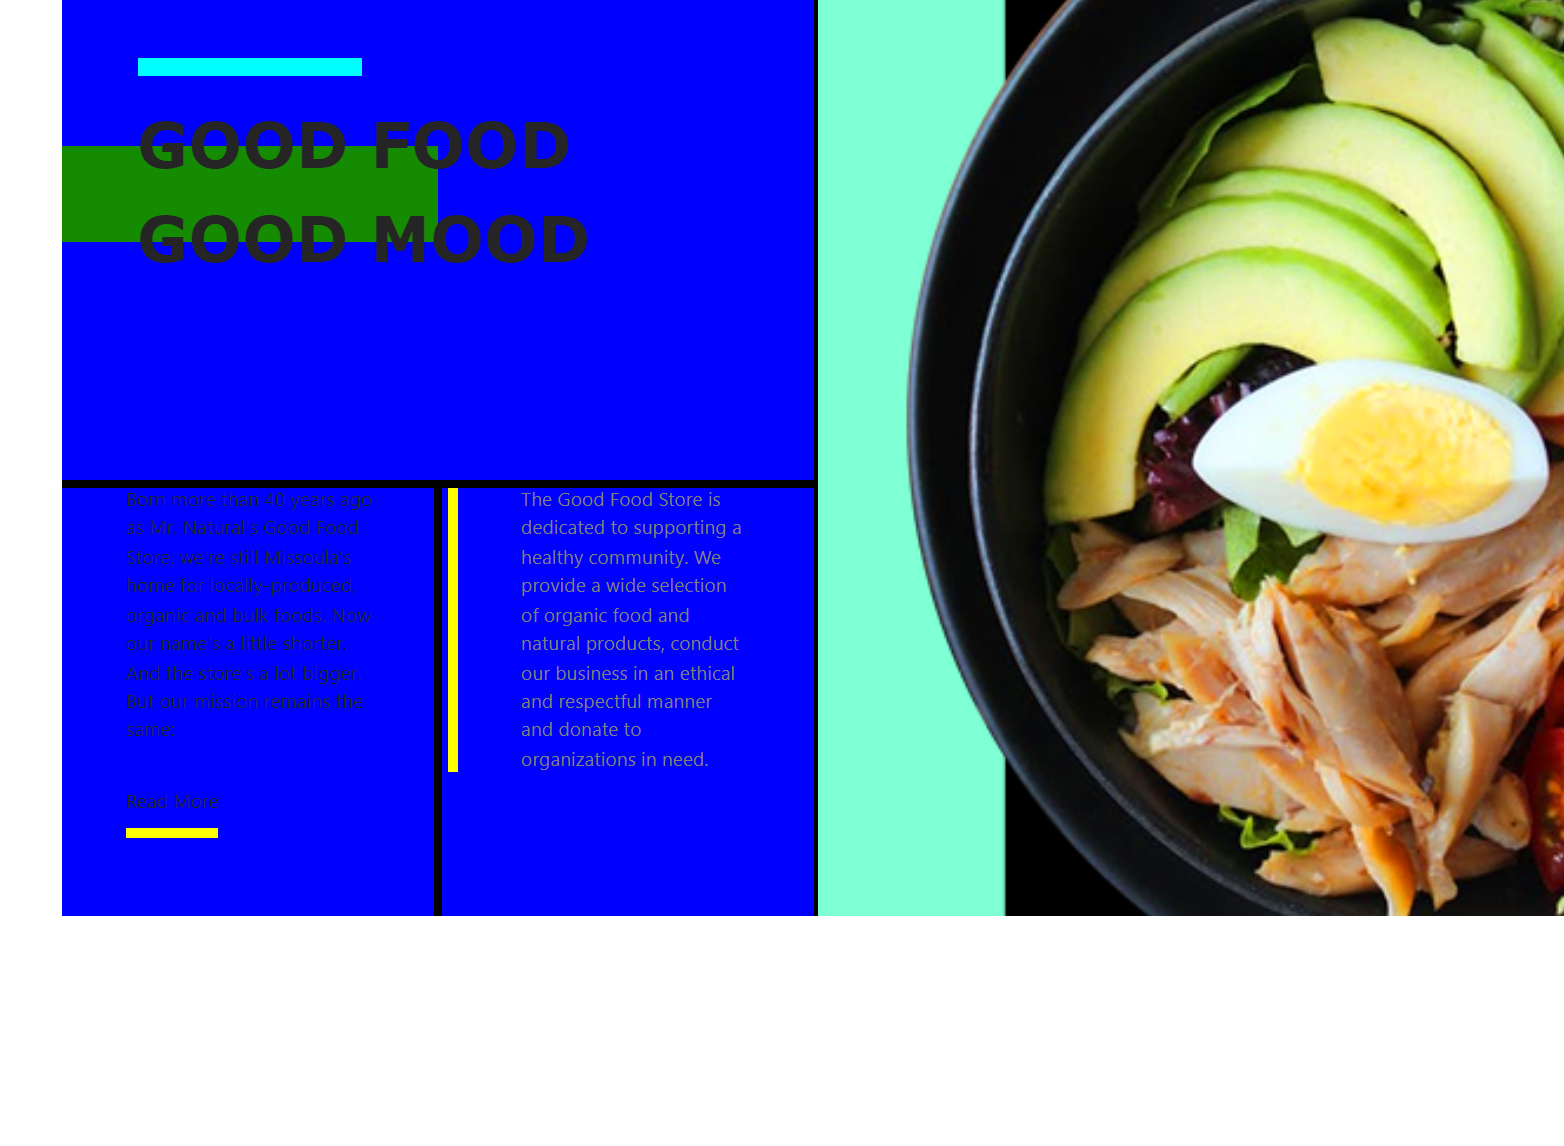 GOOD FOOD
GOOD MOOD
Born more than 40 years ago
as Mr. Natural's Good Food
Store, we're still Missoula's
home for locally-produced,
organic and bulk foods. Now
our name's a little shorter.
And the store's a lot bigger.
But our mission remains the
same:
Read More
The Good Food Store is
dedicated to supporting a
healthy community. We
provide a wide selection
of organic food and
natural products, conduct
our business in an ethical
and respectful manner
and donate to
organizations in need.